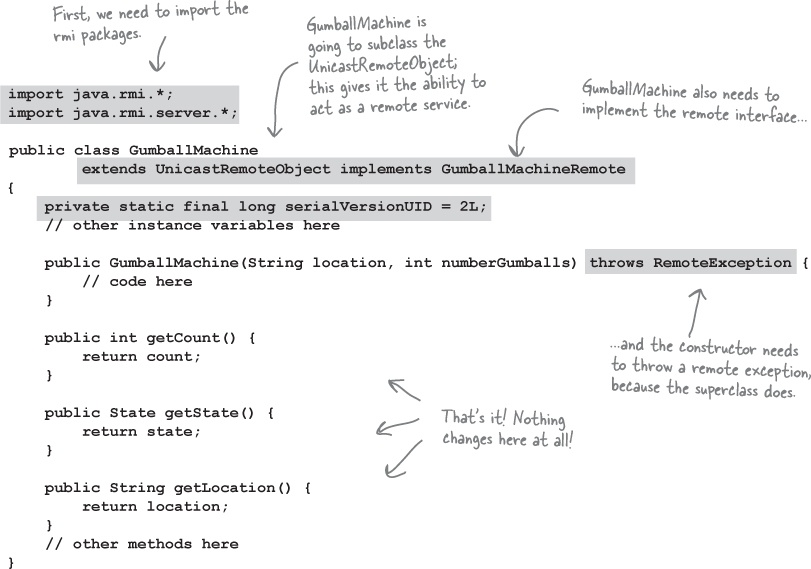 First, we need to import the
rmi packages.
GumballMachine is
going to subclass the
UnicastRemoteObject;
this gives it the ability to
act as a remote service.
GumballMachine also needs to
implement the remote interface...
import java.rmi.*;
import java.rmi.server.*;
public class GumballMachine
extends UnicastRemoteObject implements GumballMachineRemote
{
private static final long serialVersionUID = 2L;
// other instance variables here
public GumballMachine(String location, int numberGumballs) throws RemoteException {
// code here
}
...and the constructor needs
to throw a remote exception,
because the superclass does.
public int getCount() {
return count;
}
public State getState() {
return state;
}
That's it! Nothing
changes here at all!
public String getLocation() {
return location;
}
// other methods here
}